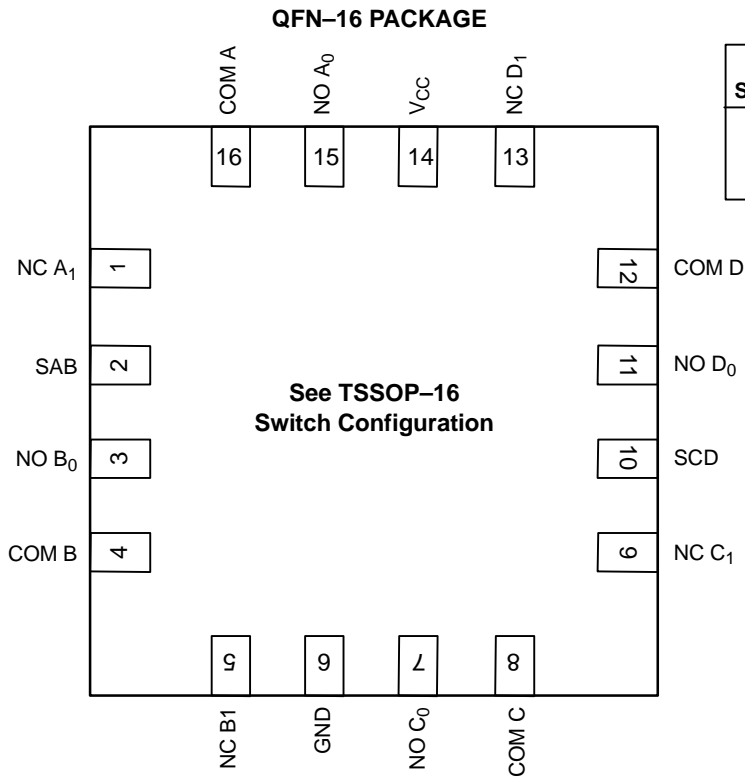 QFN–16 PACKAGE
COM A
NO A₀
VCC
NC D₁
S
16
15
14
13
NC A₁
1
12
COM D
SAB
2
11
NO D₀
See TSSOP–16
Switch Configuration
NO B₀
3
10
SCD
COM B
4
9
NC C₁
5
6
7
8
NC B1
GND
NO C₀
COM C